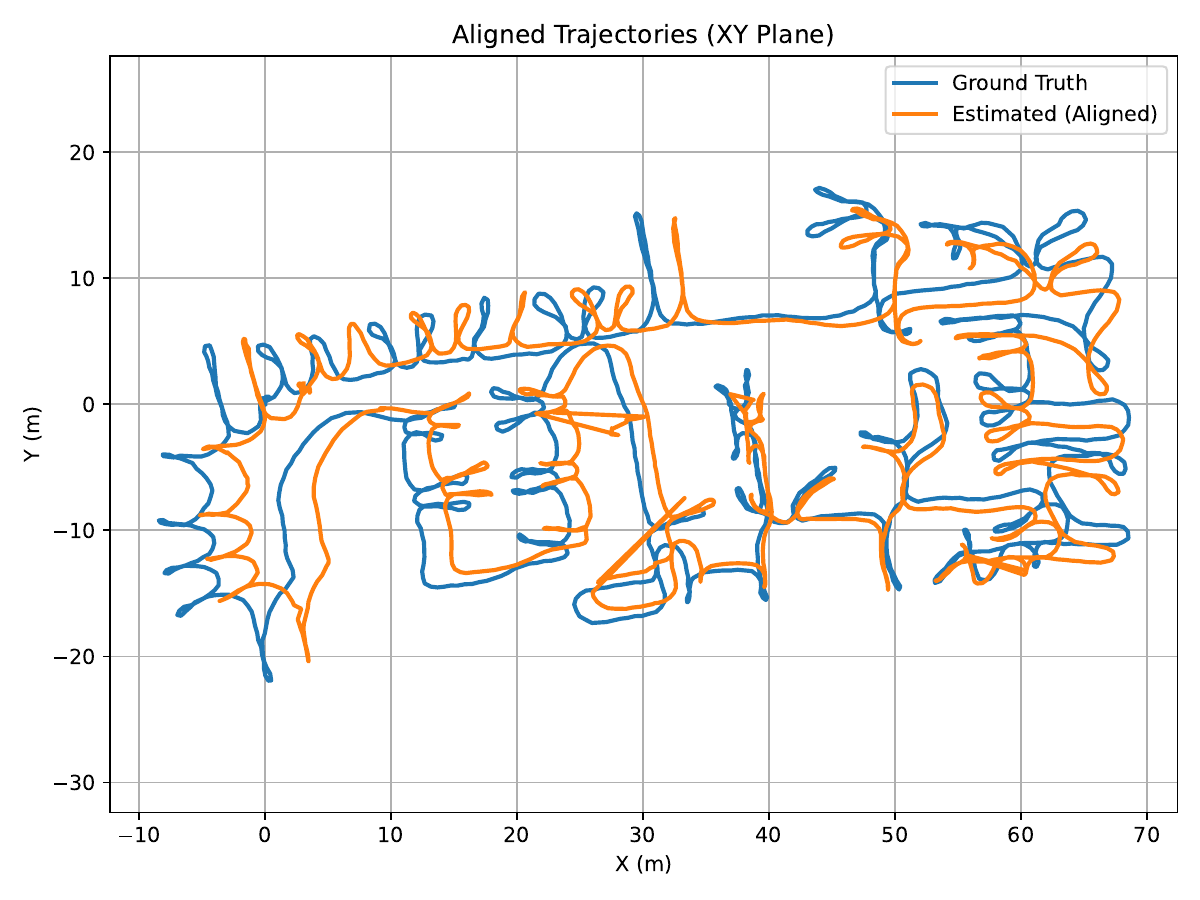 Aligned Trajectories (XY Plane)
Ground Truth
Estimated (Aligned)
20
10
0
−10
−20
−30
Y (m)
−10 0 10 20 30 40 50 60 70
X (m)